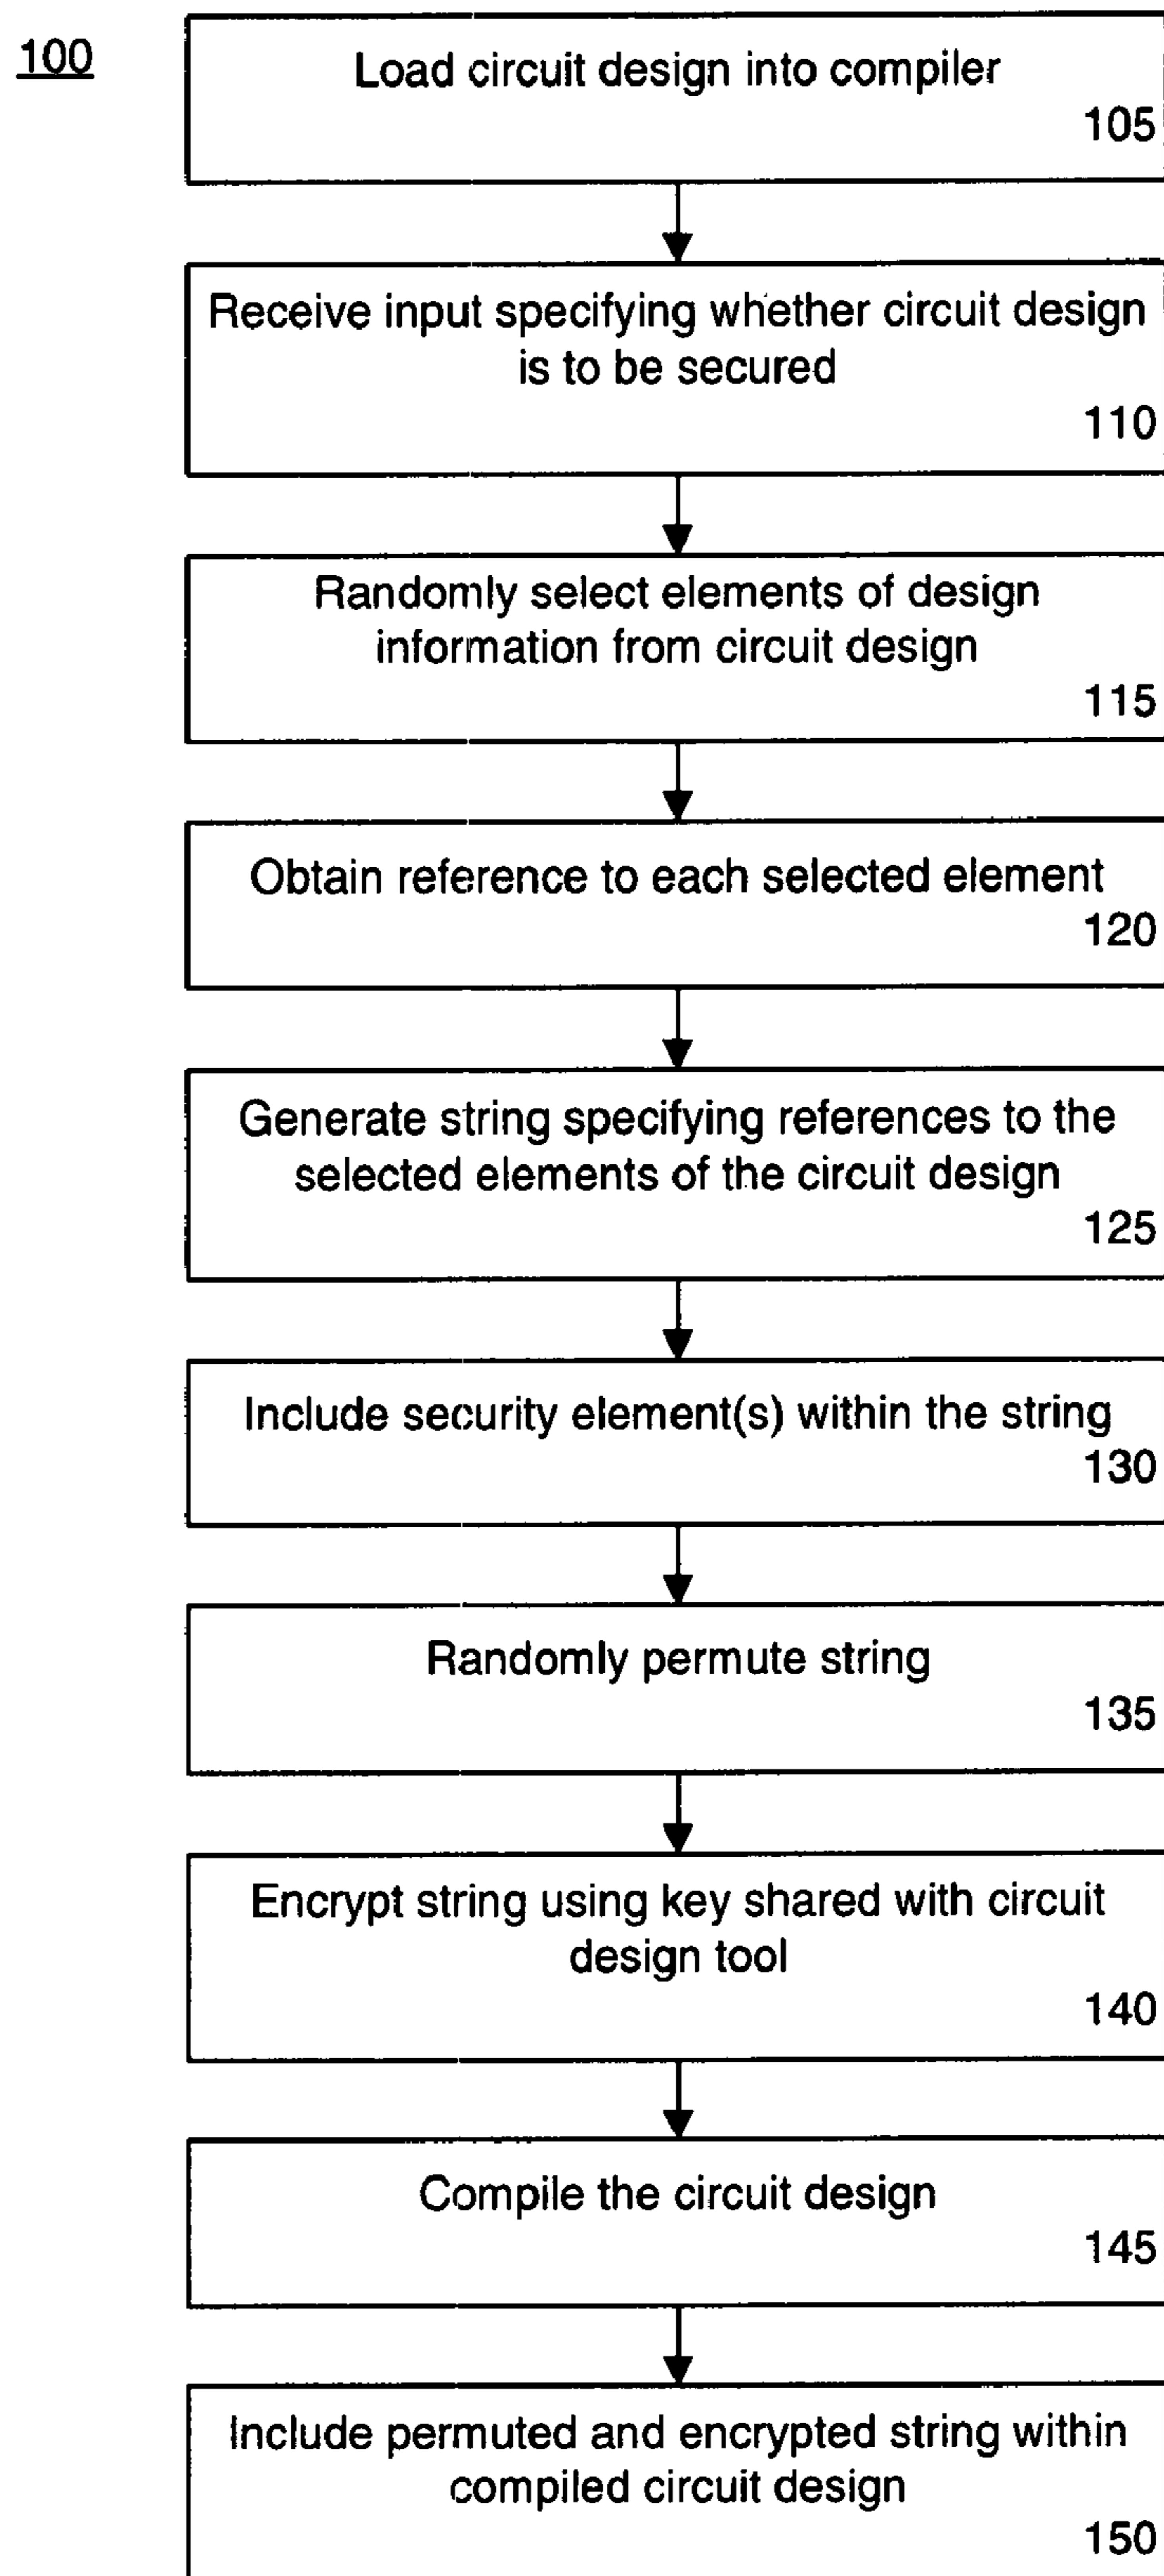 100
Load circuit design into compiler
105
Receive input specifying whether circuit design
is to be secured
110
Randomly select elements of design
information from circuit design
115
Obtain reference to each selected element
120
Generate string specifying references to the
selected elements of the circuit design
125
Include security element(s) within the string
130
Randomly permute string
135
Encrypt string using key shared with circuit
design tool
140
Compile the circuit design
145
Include permuted and encrypted string within
compiled circuit design
150